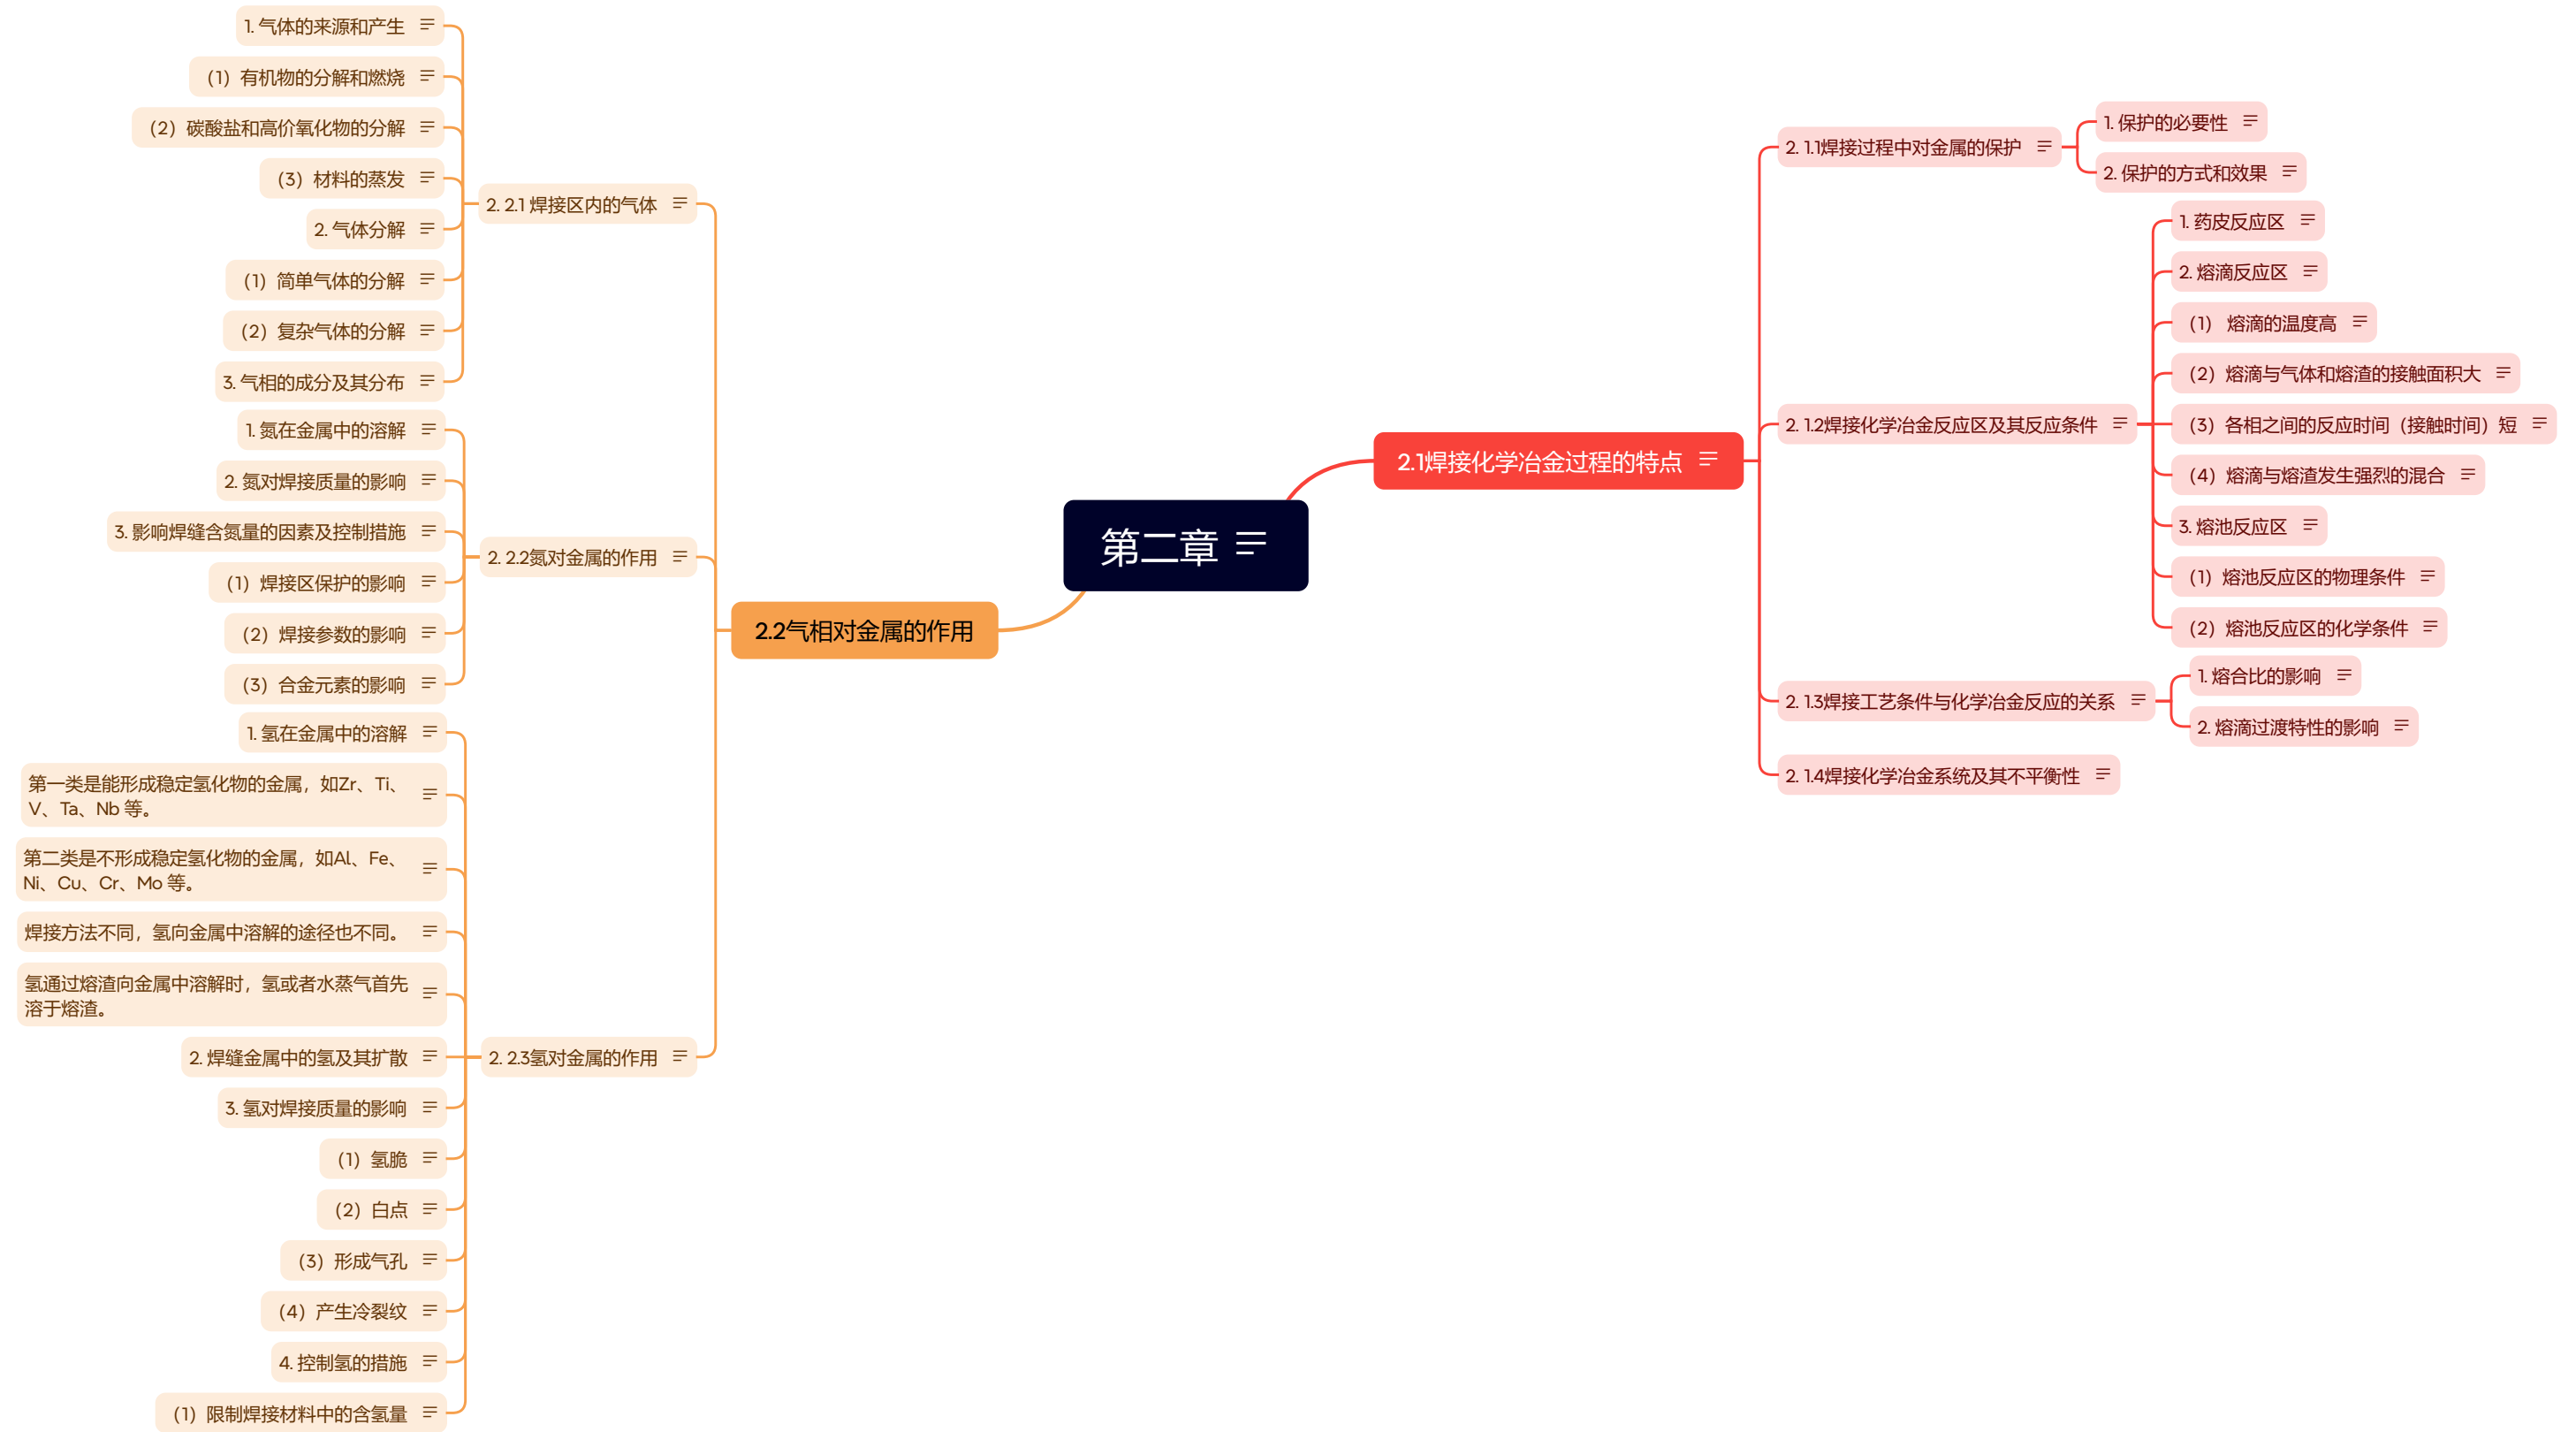 第二章
2.1焊接化学冶金过程的特点
2. 1.1焊接过程中对金属的保护
1. 保护的必要性
2. 保护的方式和效果
2. 1.2焊接化学冶金反应区及其反应条件
1. 药皮反应区
2. 熔滴反应区
（1） 熔滴的温度高
（2）熔滴与气体和熔渣的接触面积大
（3）各相之间的反应时间（接触时间）短
（4）熔滴与熔渣发生强烈的混合
3. 熔池反应区
（1）熔池反应区的物理条件
（2）熔池反应区的化学条件
2. 1.3焊接工艺条件与化学冶金反应的关系
1. 熔合比的影响
2. 熔滴过渡特性的影响
2. 1.4焊接化学冶金系统及其不平衡性
2.2气相对金属的作用
2. 2.1 焊接区内的气体
1. 气体的来源和产生
（1）有机物的分解和燃烧
（2）碳酸盐和高价氧化物的分解
（3）材料的蒸发
2. 气体分解
（1）简单气体的分解
（2）复杂气体的分解
3. 气相的成分及其分布
2. 2.2氮对金属的作用
1. 氮在金属中的溶解
2. 氮对焊接质量的影响
3. 影响焊缝含氮量的因素及控制措施
（1）焊接区保护的影响
（2）焊接参数的影响
（3）合金元素的影响
2. 2.3氢对金属的作用
1. 氢在金属中的溶解
第一类是能形成稳定氢化物的金属，如Zr、Ti、
V、Ta、Nb 等。
第二类是不形成稳定氢化物的金属，如Al、Fe、
Ni、Cu、Cr、Mo 等。
焊接方法不同，氢向金属中溶解的途径也不同。
氢通过熔渣向金属中溶解时，氢或者水蒸气首先
溶于熔渣。
2. 焊缝金属中的氢及其扩散
3. 氢对焊接质量的影响
（1）氢脆
（2）白点
（3）形成气孔
（4）产生冷裂纹
4. 控制氢的措施
（1）限制焊接材料中的含氢量